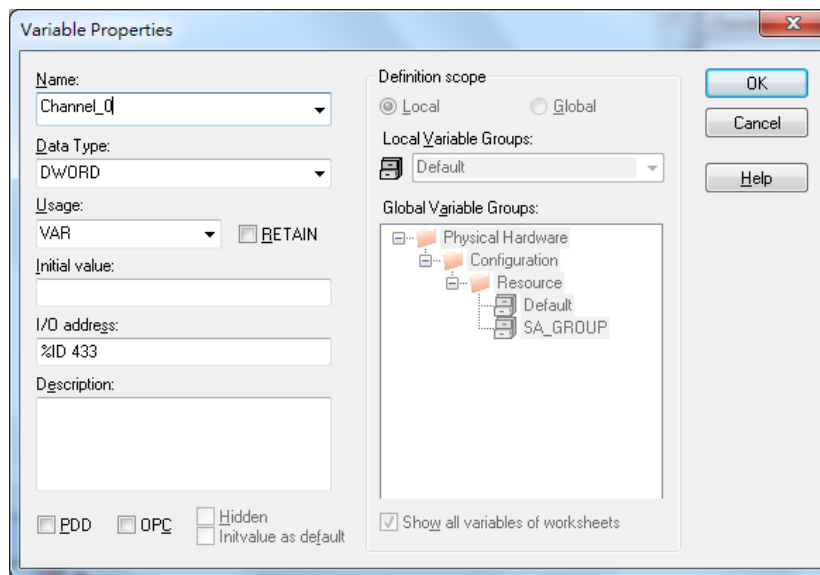 Variable Properties
Name:
Channel_0
Data Type:
DWORD
Usage:
VAR
RETAIN
Initial value:
I/O address:
%ID 433
Description:
PDD
OPC
Hidden
Initvalue as default
Definition scope
Local
Global
Local Variable Groups:
Default
Global Variable Groups:
Physical Hardware
Configuration
Resource
Default
SA_GROUP
Show all variables of worksheets
OK
Cancel
Help